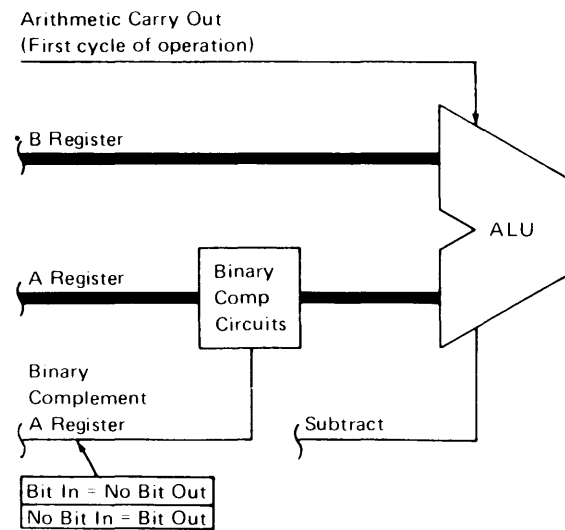 Arithmetic Carry Out
(First cycle of operation)
B Register
ALU
A Register
Binary
Comp
Circuits
Binary
Complement
A Register
Subtract
Bit In = No Bit Out
No Bit In = Bit Out